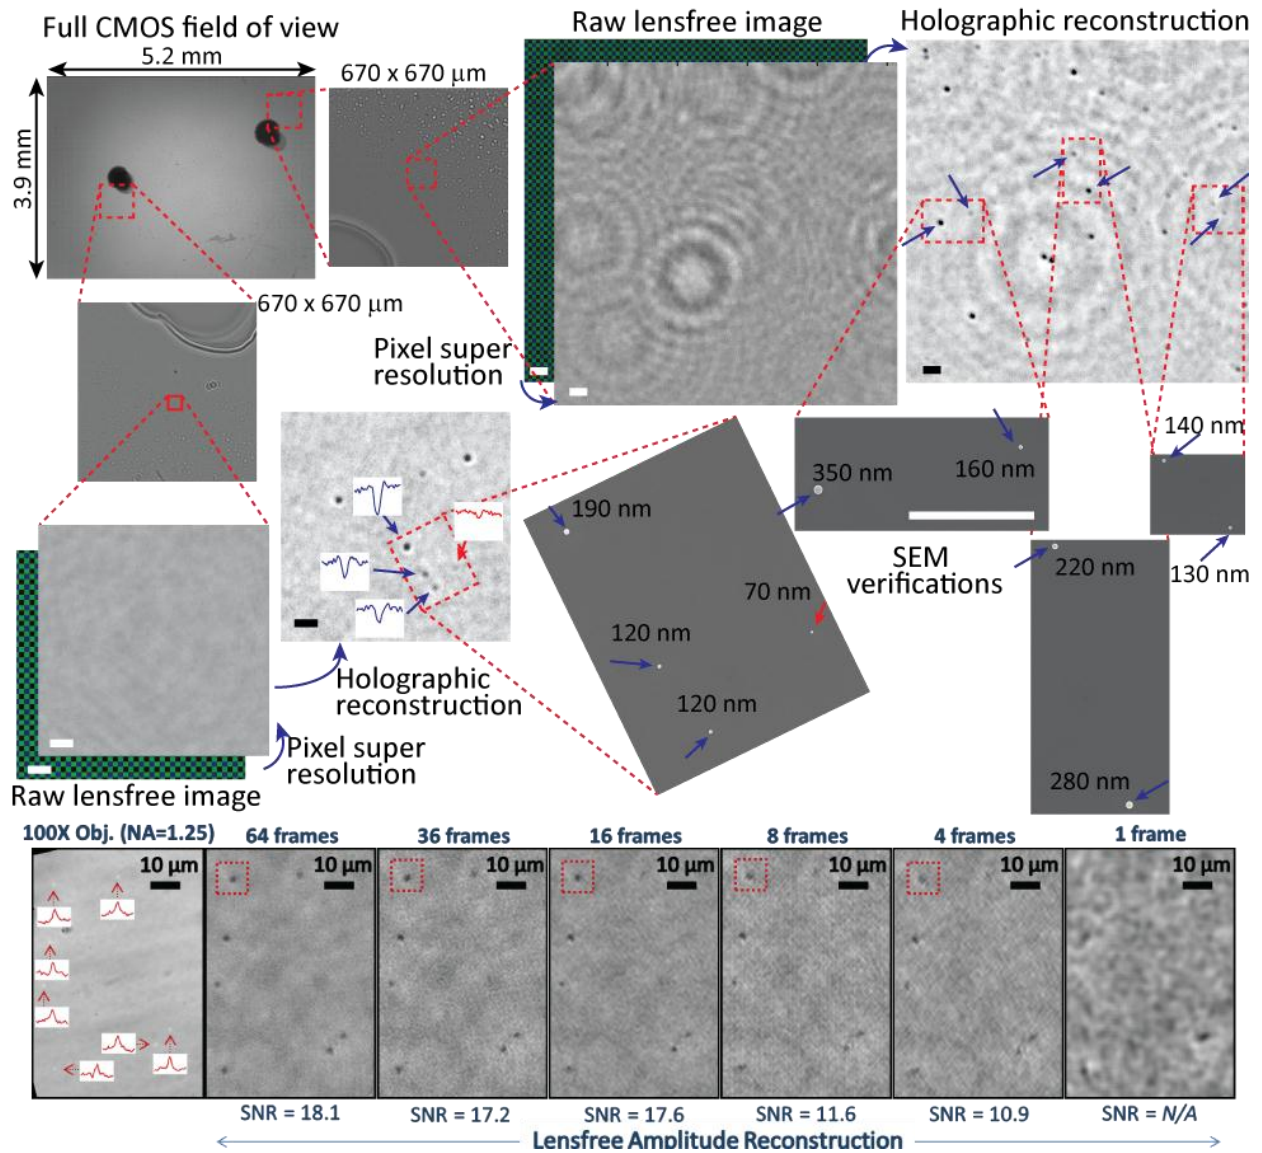 Full CMOS field of view
5.2 mm
3.9 mm
670 x 670 μm
Raw lensfree image
Holographic reconstruction
670 x 670 μm
Pixel super
resolution
140 nm
350 nm
160 nm
190 nm
SEM
verifications
220 nm
130 nm
70 nm
120 nm
Holographic
reconstruction
120 nm
Pixel super
resolution
280 nm
Raw lensfree image
100X Obj. (NA=1.25)
64 frames
36 frames
16 frames
8 frames
4 frames
1 frame
10 μm
10 μm
10 μm
10 μm
10 μm
10 μm
10 μm
SNR = 18.1
SNR = 17.2
SNR = 17.6
SNR = 11.6
SNR = 10.9
SNR = N/A
Lensfree Amplitude Reconstruction